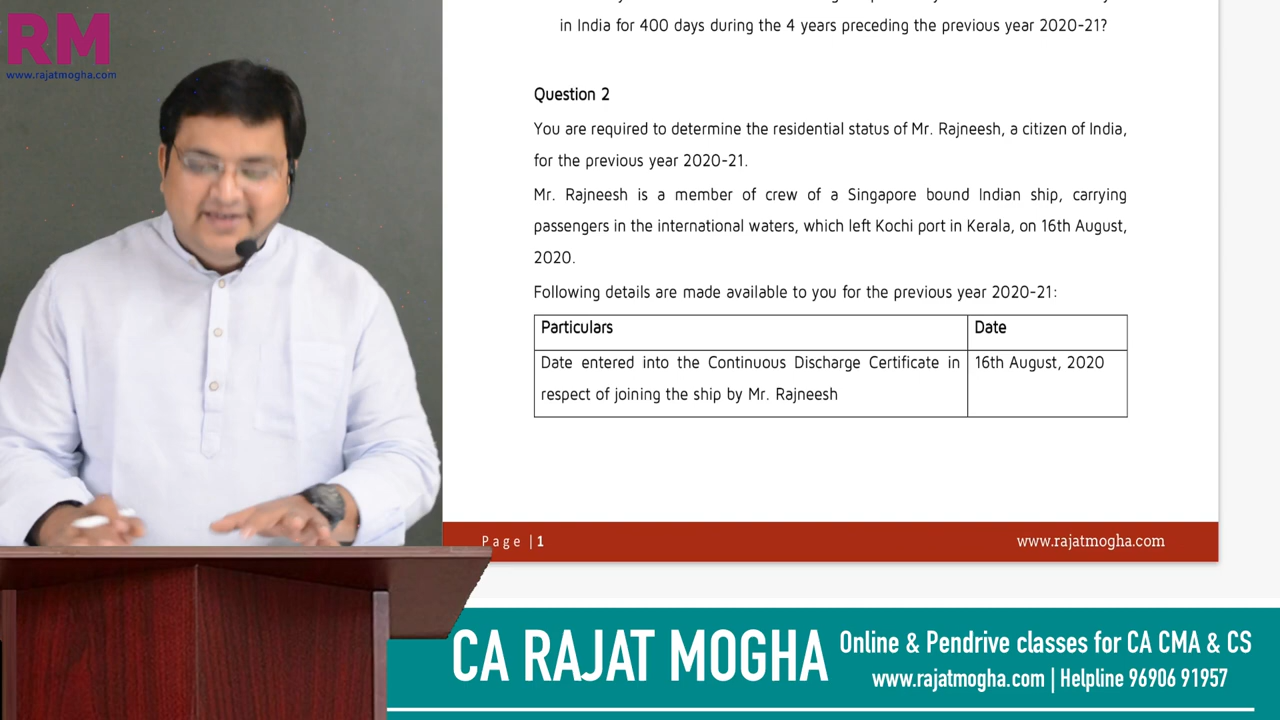 RM
www.rajatmogha.com
in India for 400 days during the 4 years preceding the previous year 2020-21?
Question 2
You are required to determine the residential status of Mr. Rajneesh, a citizen of India,
for the previous year 2020-21.
Mr. Rajneesh is a member of crew of a Singapore bound Indian ship, carrying
passengers in the international waters, which left Kochi port in Kerala, on 16th August,
2020.
Following details are made available to you for the previous year 2020-21:
Particulars Date
Date entered into the Continuous Discharge Certificate in 16th August, 2020
respect of joining the ship by Mr. Rajneesh
Page | 1 www.rajatmogha.com
CA RAJAT MOGHA
Online & Pendrive classes for CA CMA & CS
www.rajatmogha.com | Helpline 96906 91957